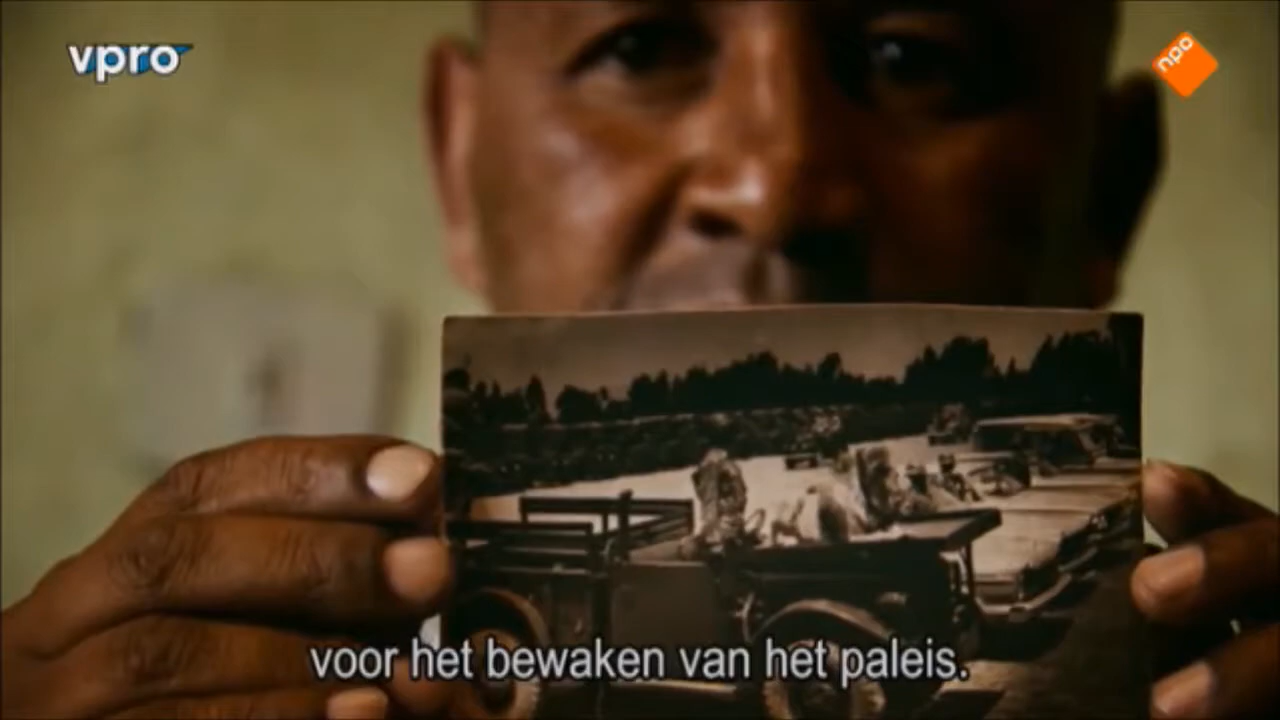 vpro
npo
voor het bewaken van het paleis.